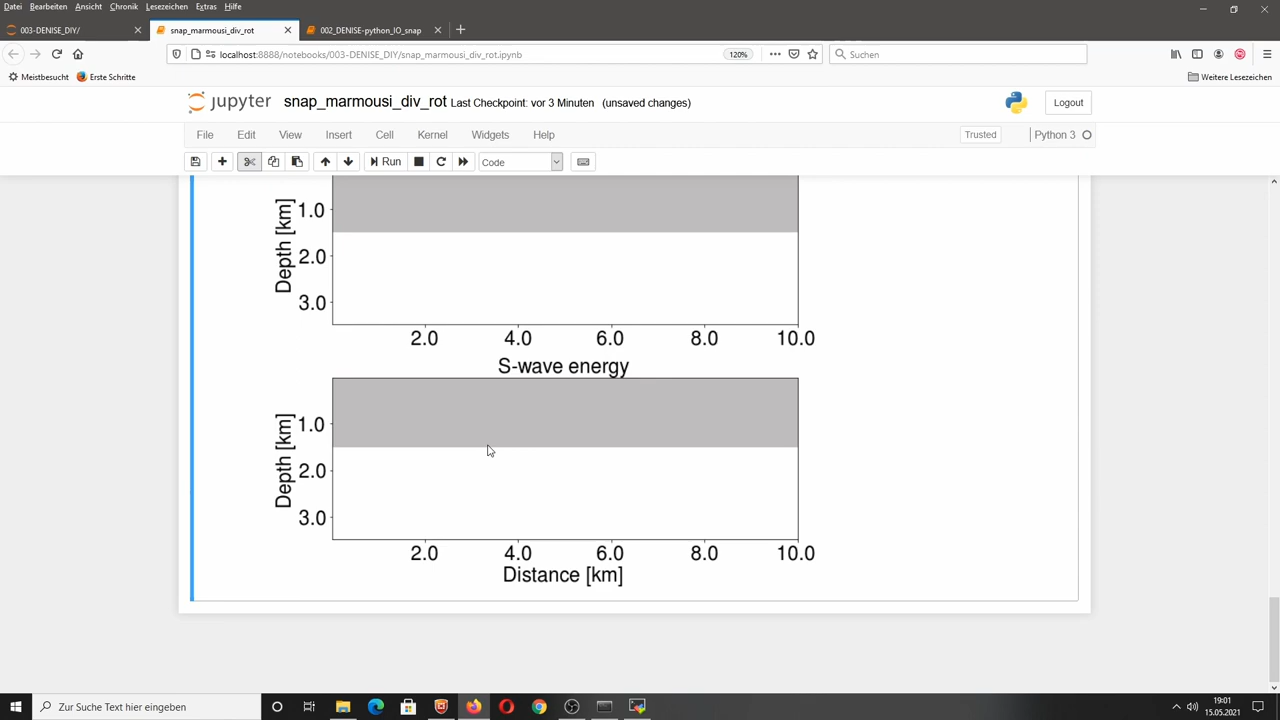 Datei Bearbeiten Ansicht Chronik Lesezeichen Extras Hilfe
003-DENISE_DIY/
snap_marmousi_div_rot
002_DENISE-python_IO_snap
localhost:8888/notebooks/003-DENISE_DIY/snap_marmousi_div_rot.ipynb
120%
Suchen
Meistbesucht
Erste Schritte
Weitere Lesezeichen
jupyter
snap_marmousi_div_rot Last Checkpoint: vor 3 Minuten (unsaved changes)
Logout
File Edit View Insert Cell Kernel Widgets Help
Trusted
Python 3
Run
Code
Depth [km]
1.0
2.0
3.0
2.0 4.0 6.0 8.0 10.0
S-wave energy
Depth [km]
1.0
2.0
3.0
2.0 4.0 6.0 8.0 10.0
Distance [km]
Zur Suche Text hier eingeben
19:01
15.05.2021